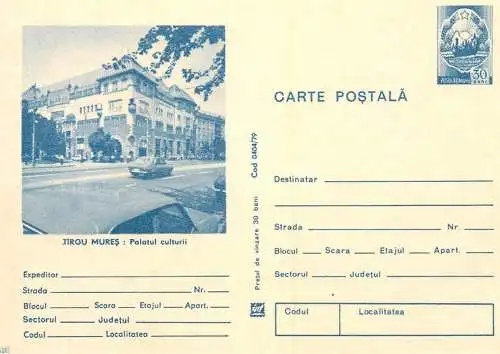 TÎRGU MUREȘ : Palatul culturii
Expeditor
Strada Nr.
Blocul Scara Etajul Apart.
Sectorul Județul
Codul Localitatea
Prețul de vînzare 30 bani Cod 0404/79
CARTE POȘTALĂ
30
BANI
POSTA ROMANA
Destinatar
Strada Nr.
Blocul Scara Etajul Apart.
Sectorul Județul
Codul Localitatea